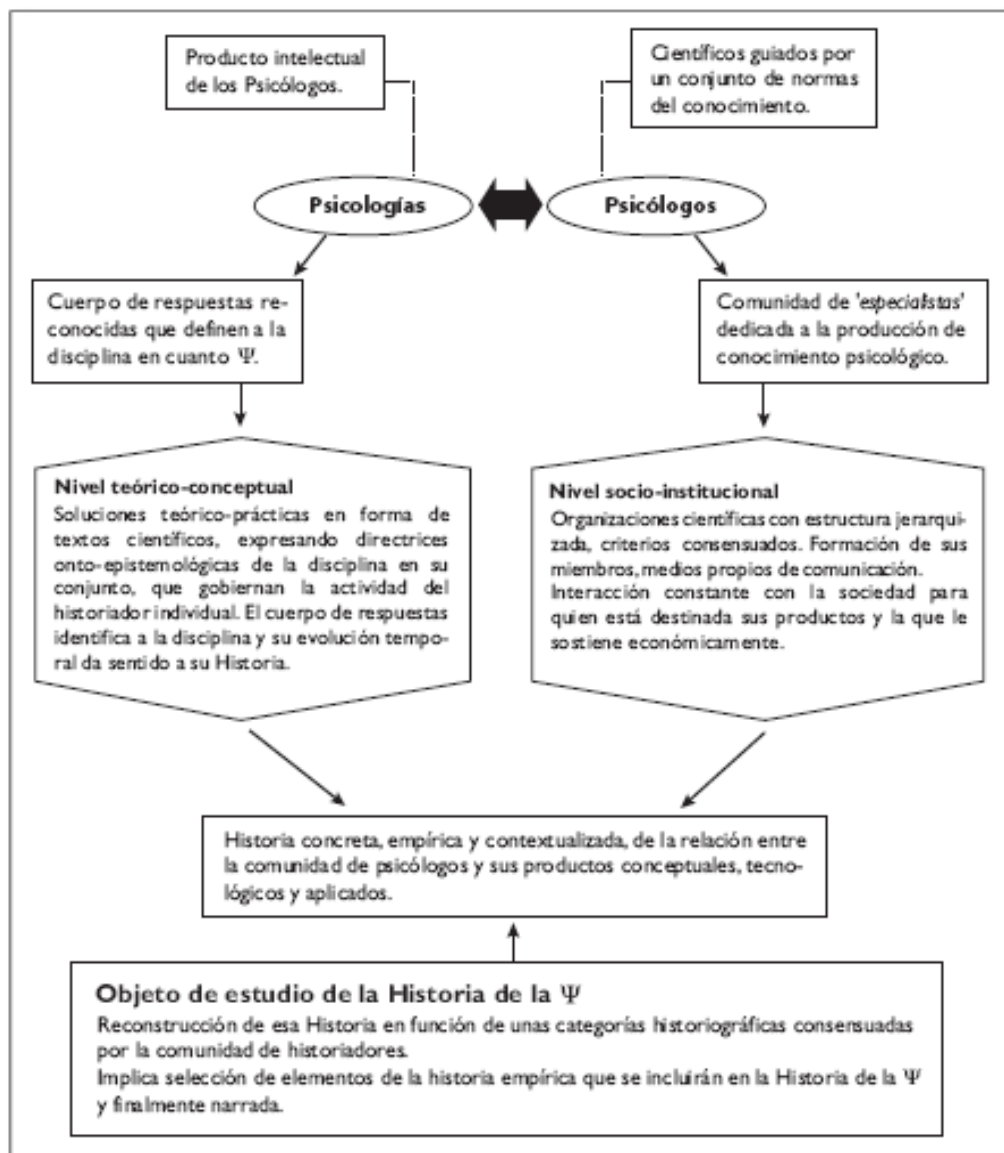 Producto intelectual
de los Psicólogos.
Científicos guiados por
un conjunto de normas
del conocimiento.
Psicologías
Psicólogos
Cuerpo de respuestas re-
conocidas que definen a la
disciplina en cuanto Ψ.
Comunidad de 'especialistas'
dedicada a la producción de
conocimiento psicológico.
Nivel teórico-conceptual
Soluciones teórico-prácticas en forma de
textos científicos, expresando directrices
onto-epistemológicas de la disciplina en su
conjunto, que gobiernan la actividad del
historiador individual. El cuerpo de respuestas
identifica a la disciplina y su evolución tempo-
ral da sentido a su Historia.
Nivel socio-institucional
Organizaciones científicas con estructura jerarqui-
zada, criterios consensuados. Formación de sus
miembros, medios propios de comunicación.
Interacción constante con la sociedad para
quien está destinada sus productos y la que le
sostiene económicamente.
Historia concreta, empírica y contextualizada, de la relación entre
la comunidad de psicólogos y sus productos conceptuales, tecno-
lógicos y aplicados.
Objeto de estudio de la Historia de la Ψ
Reconstrucción de esa Historia en función de unas categorías historiográficas consensuadas
por la comunidad de historiadores.
Implica selección de elementos de la historia empírica que se incluirán en la Historia de la Ψ
y finalmente narrada.